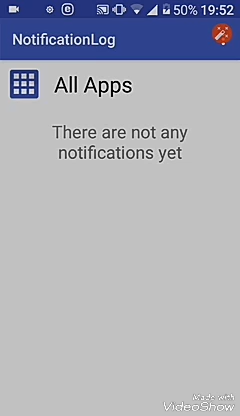 50% 19:52
NotificationLog
All Apps
There are not any
notifications yet
Made with
VideoShow